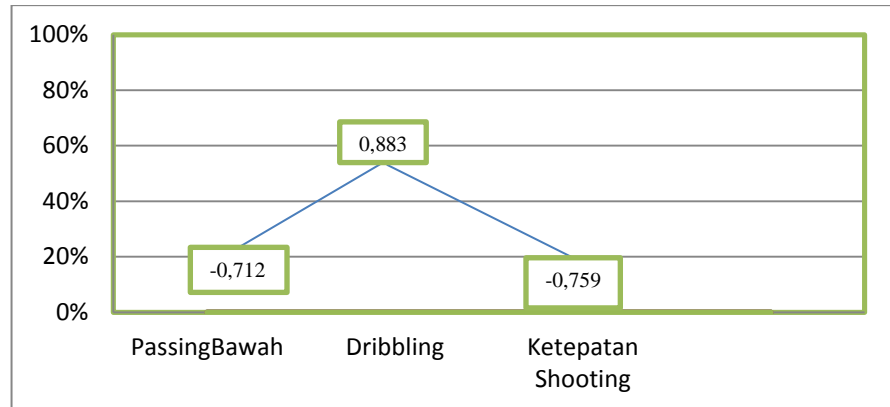 100%
80%
60%
40%
20%
0%
0,883
-0,712
-0,759
PassingBawah
Dribbling
Ketepatan
Shooting